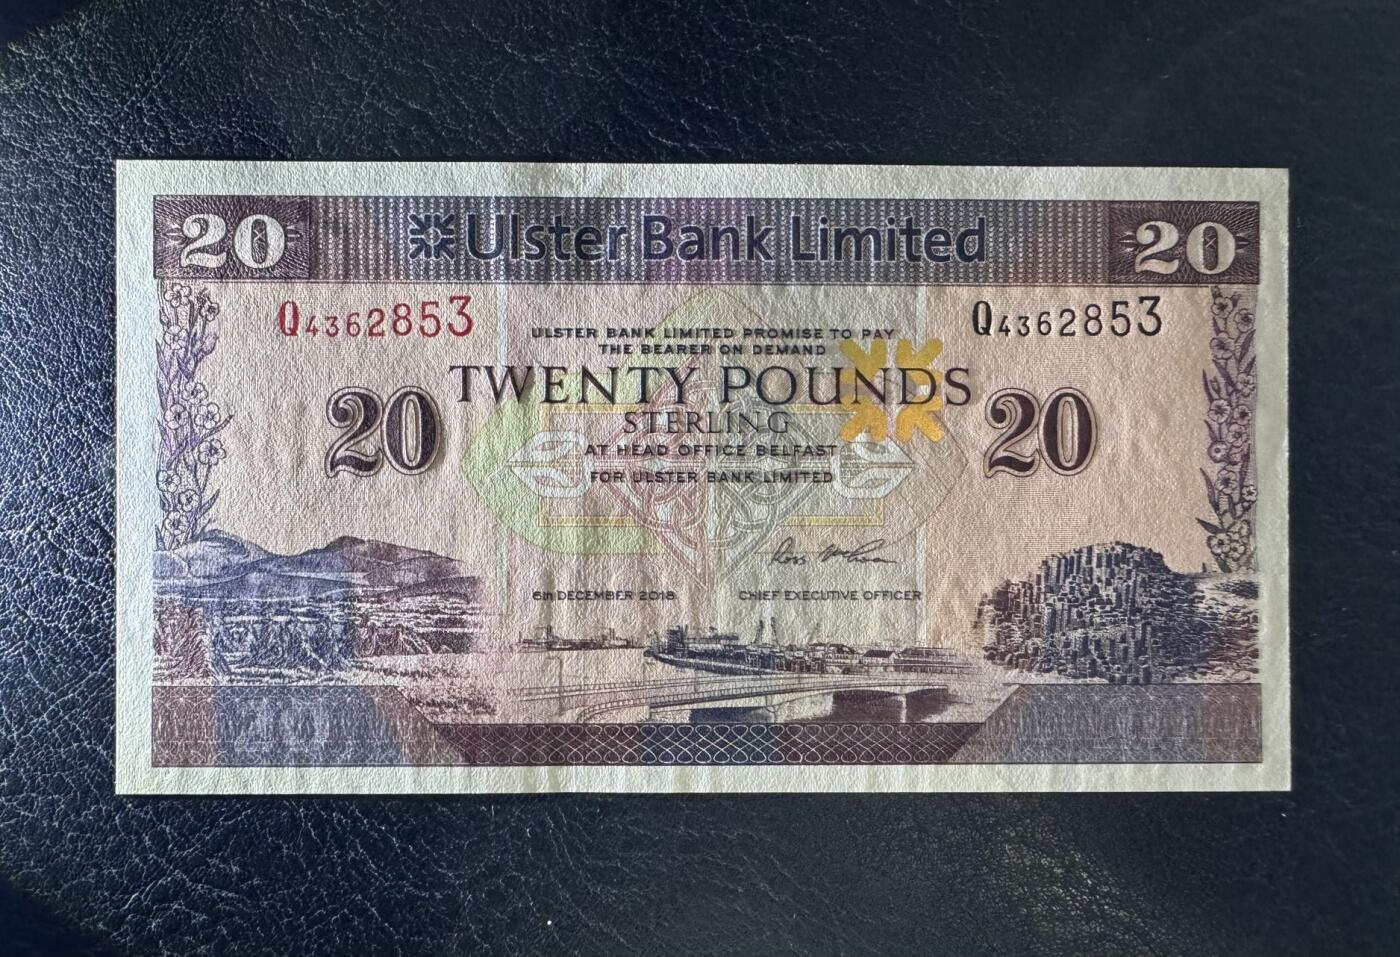 20 Ulster Bank Limited 20
Q4362853 Q4362853
ULSTER BANK LIMITED PROMISE TO PAY
THE BEARER ON DEMAND
20 TWENTY POUNDS 20
STERLING
AT HEAD OFFICE BELFAST
FOR ULSTER BANK LIMITED
6th DECEMBER 2018 CHIEF EXECUTIVE OFFICER